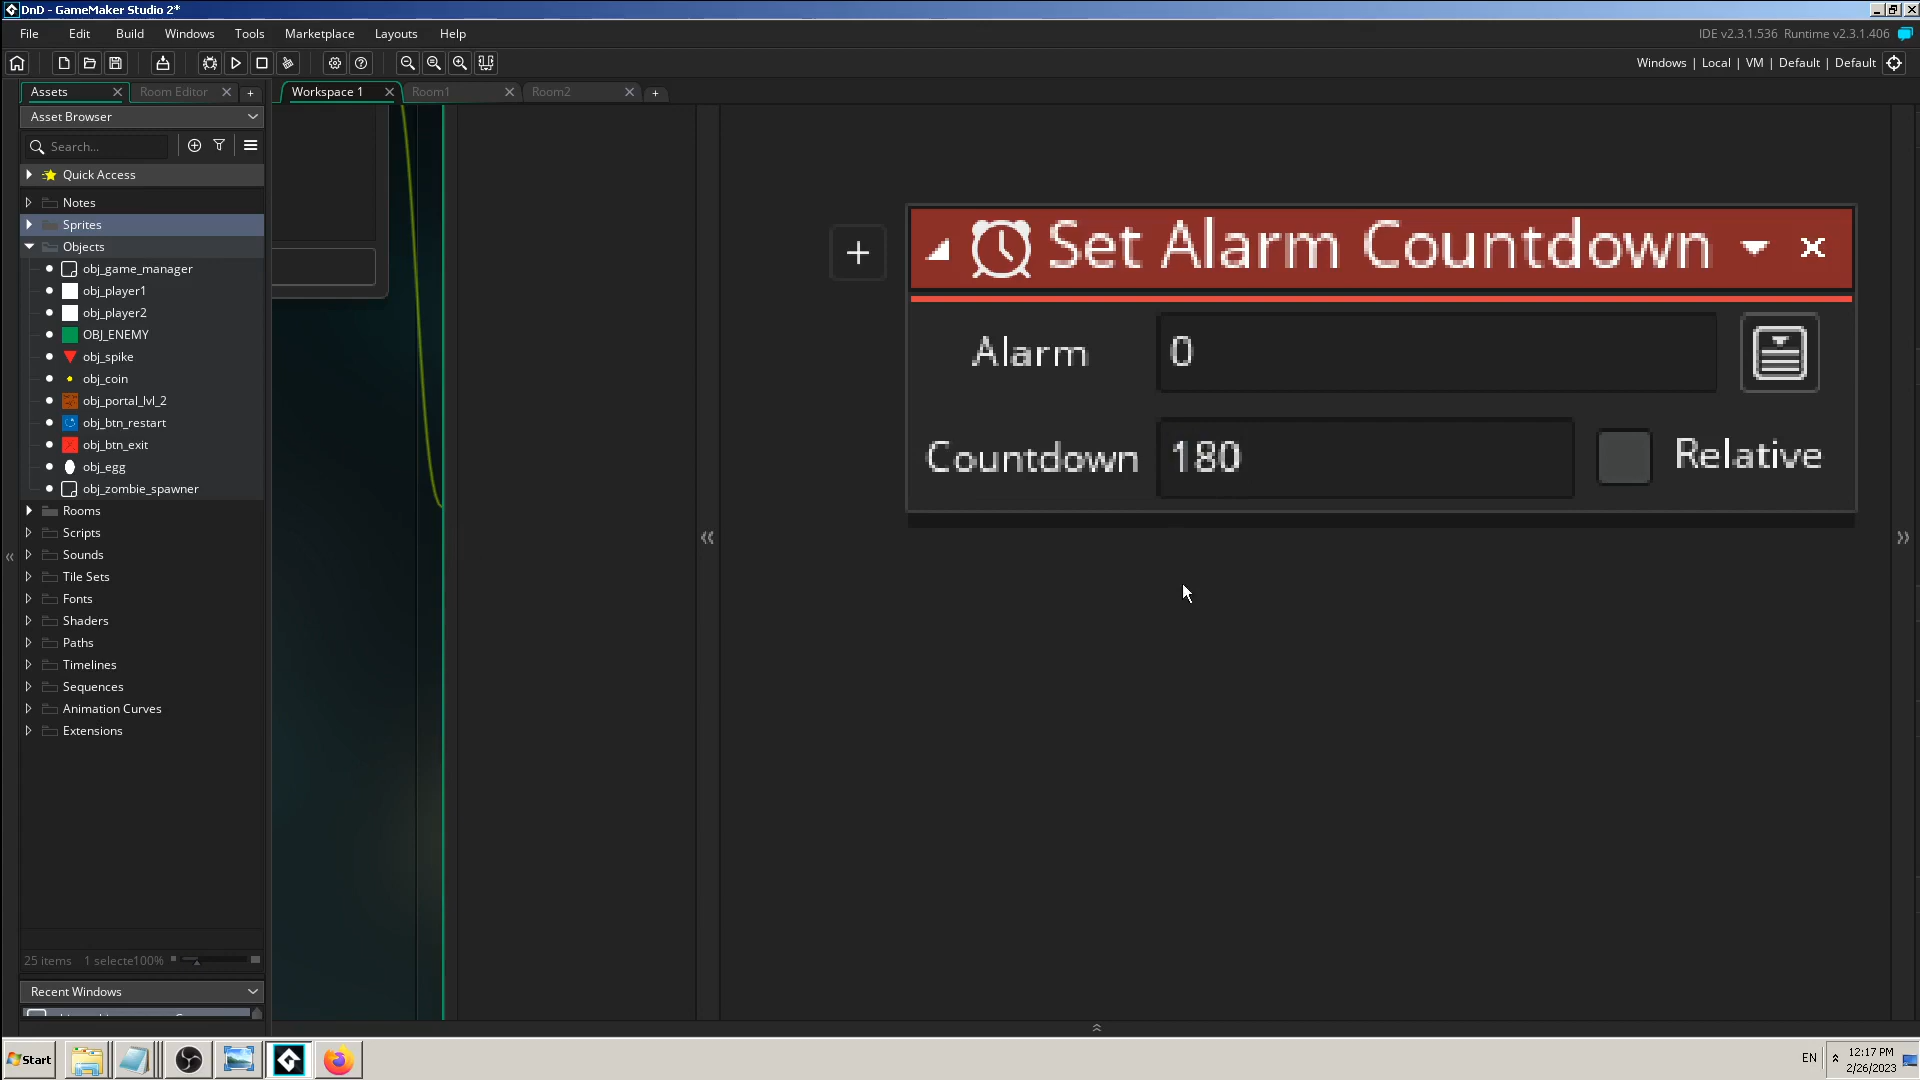 DnD - GameMaker Studio 2*
File Edit Build Windows Tools Marketplace Layouts Help
IDE v2.3.1.536 Runtime v2.3.1.406
Windows | Local | VM | Default | Default
Assets Room Editor
Workspace 1 Room1 Room2
Asset Browser
Search...
Quick Access
Notes
Sprites
Objects
obj_game_manager
obj_player1
obj_player2
OBJ_ENEMY
obj_spike
obj_coin
obj_portal_lvl_2
obj_btn_restart
obj_btn_exit
obj_egg
obj_zombie_spawner
Rooms
Scripts
Sounds
Tile Sets
Fonts
Shaders
Paths
Timelines
Sequences
Animation Curves
Extensions
25 items 1 selecte100%
Recent Windows
Set Alarm Countdown
Alarm 0
Countdown 180 Relative
Start
EN
12:17 PM
2/26/2023